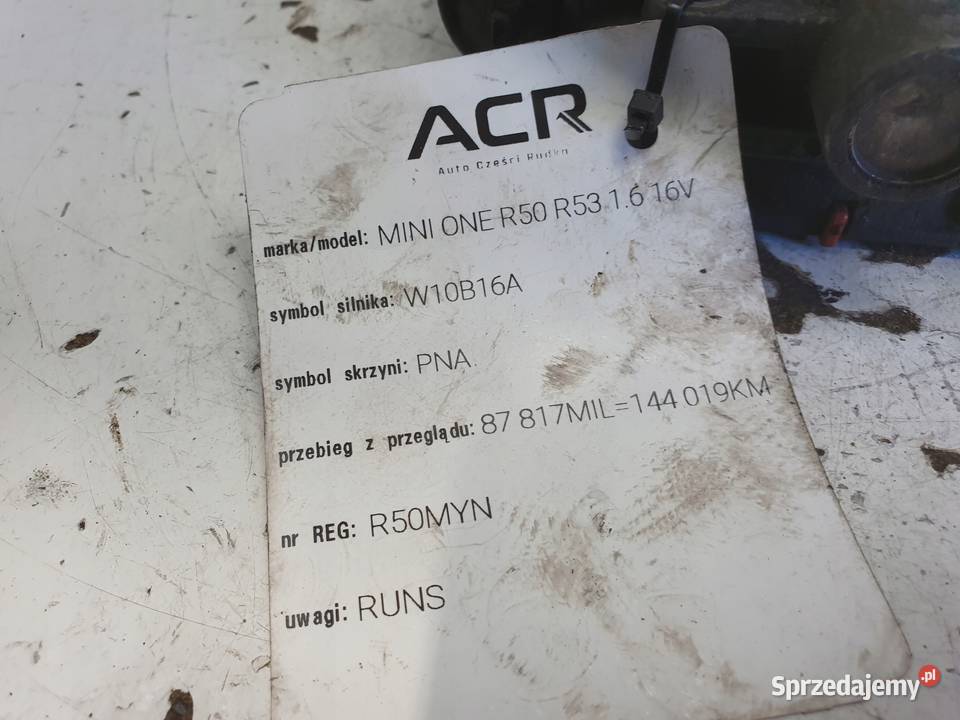 ACR
Auto Części Rudka
marka/model: MINI ONE R50 R53 1.6 16V
symbol silnika: W10B16A
symbol skrzyni: PNA
przebieg z przeglądu: 87 817MIL=144 019KM
nr REG: R50MYN
uwagi: RUNS
Sprzedajemy.pl